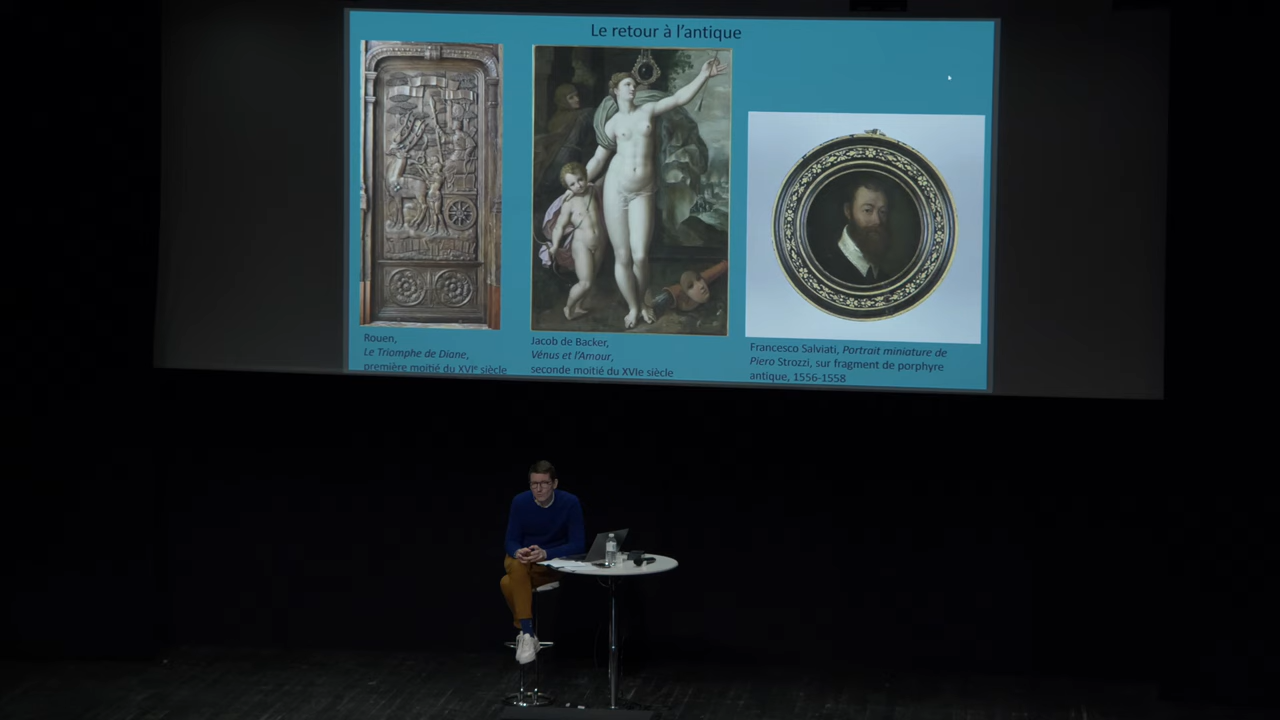 Le retour à l'antique
Rouen,
Le Triomphe de Diane,
première moitié du XVIe siècle
Jacob de Backer,
Vénus et l'Amour,
seconde moitié du XVIe siècle
Francesco Salviati, Portrait miniature de
Piero Strozzi, sur fragment de porphyre
antique, 1556-1558